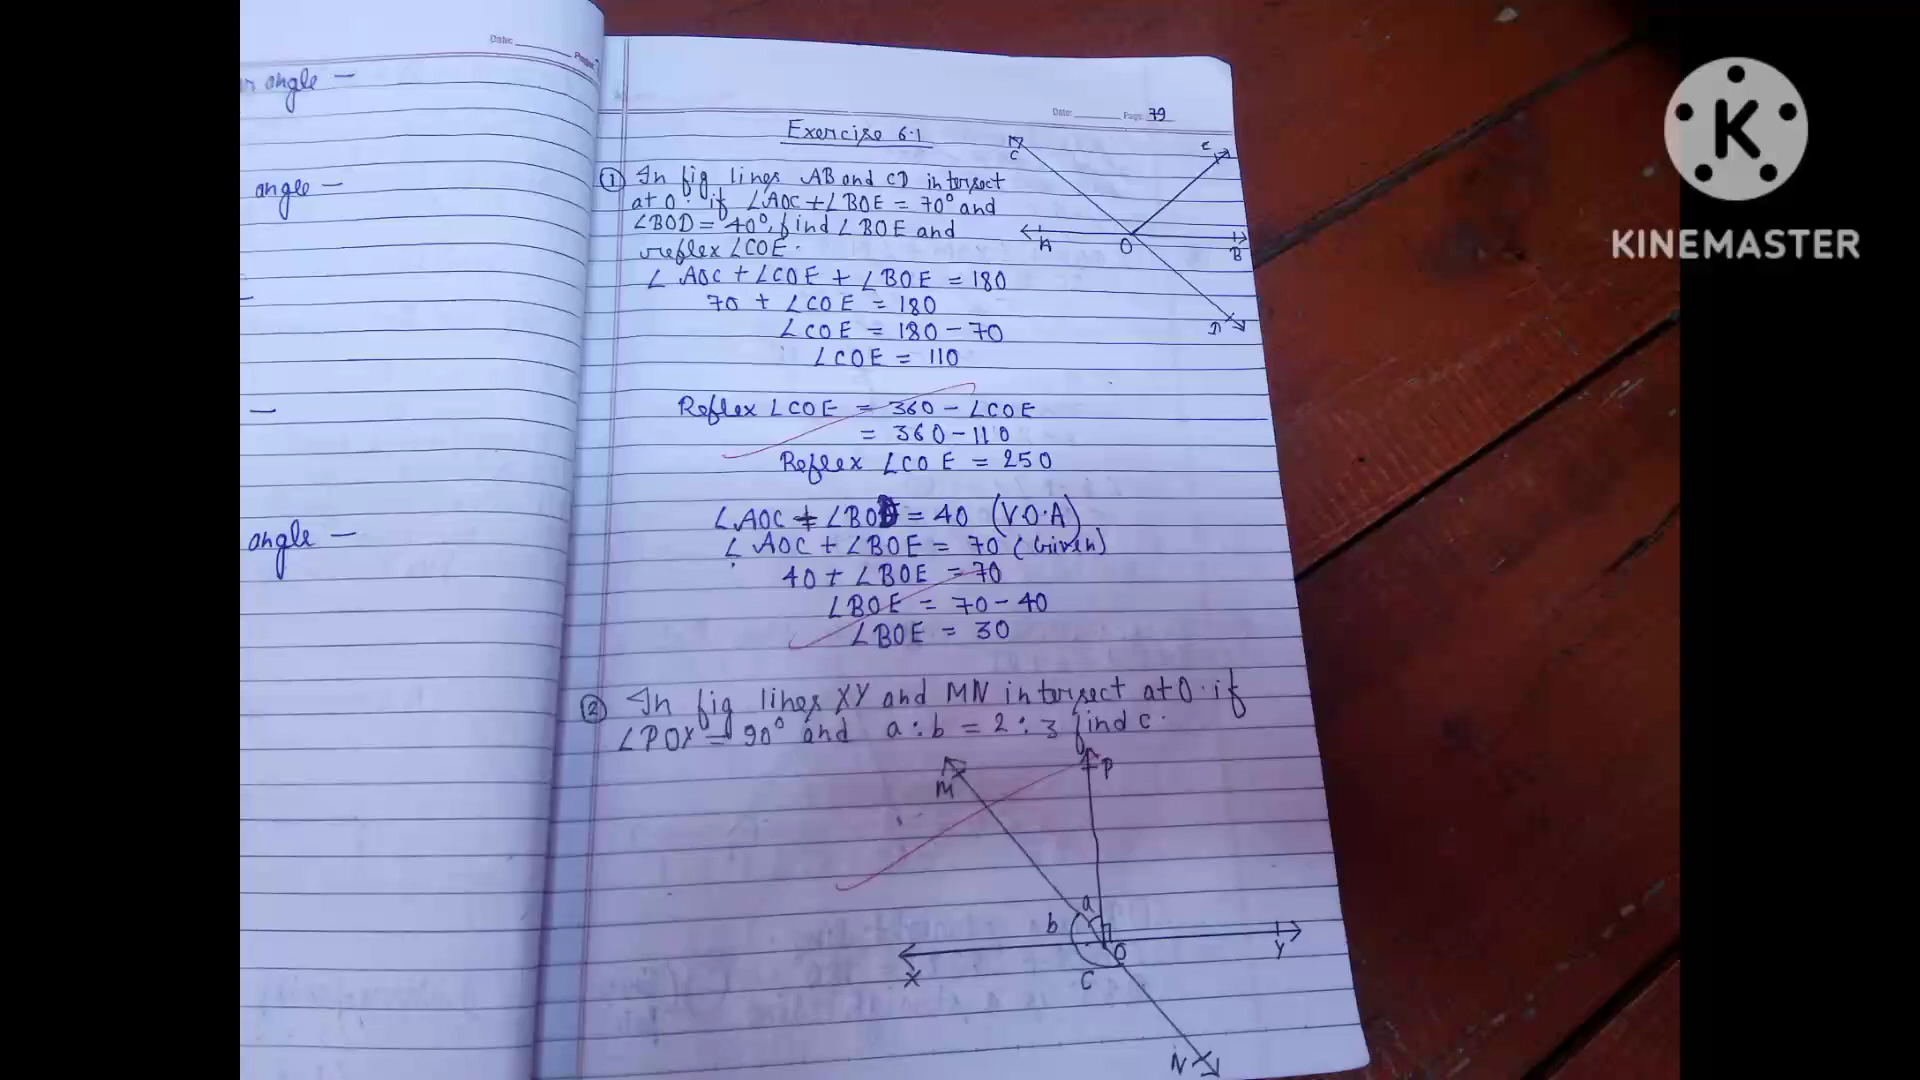 Date: Page:
angle —
angle —
—
angle —
Date: Page: 79
Exercise 6.1
① In fig lines AB and CD intersect
at O. if ∠AOC + ∠BOE = 70° and
∠BOD = 40°, find ∠BOE and
reflex ∠COE.
∠AOC + ∠COE + ∠BOE = 180
70 + ∠COE = 180
∠COE = 180 - 70
∠COE = 110
Reflex ∠COE = 360 - ∠COE
= 360 - 110
Reflex ∠COE = 250
∠AOC = ∠BOD = 40 (V.O.A)
∠AOC + ∠BOE = 70 (Given)
40 + ∠BOE = 70
∠BOE = 70 - 40
∠BOE = 30
② In fig lines XY and MN intersect at O. if
∠POY = 90° and a : b = 2 : 3 find c.
C
E
A
O
B
D
M
P
a
b
O
X
C
Y
N
K
KINEMASTER